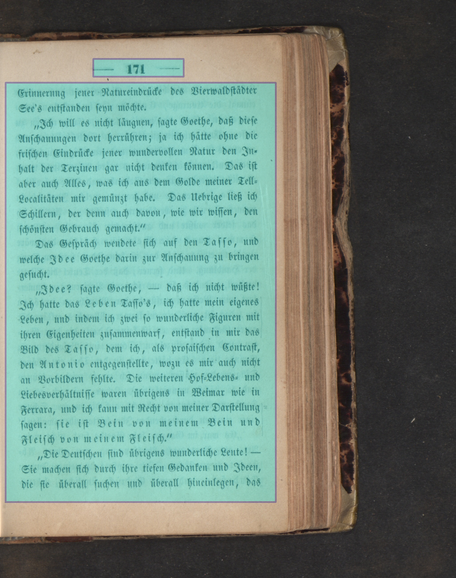 171
Erinnerung jener Natureindrücke des Vierwaldstädter
See's entstanden seyn möchte.
„Ich will es nicht läugnen, sagte Goethe, daß diese
Anschauungen dort herrühren; ja ich hätte ohne die
frischen Eindrücke jener wundervollen Natur den In-
halt der Terzinen gar nicht denken können. Das ist
aber auch Alles, was ich aus dem Golde meiner Tell-
Localitäten mir gemünzt habe. Das Uebrige ließ ich
Schillern, der denn auch davon, wie wir wissen, den
schönsten Gebrauch gemacht.“
Das Gespräch wendete sich auf den Tasso, und
welche Idee Goethe darin zur Anschauung zu bringen
gesucht.
„Idee? sagte Goethe, — daß ich nicht wüßte!
Ich hatte das Leben Tasso's, ich hatte mein eigenes
Leben, und indem ich zwei so wunderliche Figuren mit
ihren Eigenheiten zusammenwarf, entstand in mir das
Bild des Tasso, dem ich, als prosaischen Contrast,
den Antonio entgegenstellte, wozu es mir auch nicht
an Vorbildern fehlte. Die weiteren Hof-Lebens- und
Liebesverhältnisse waren übrigens in Weimar wie in
Ferrara, und ich kann mit Recht von meiner Darstellung
sagen: sie ist Bein von meinem Bein und
Fleisch von meinem Fleisch.“
„Die Deutschen sind übrigens wunderliche Leute! —
Sie machen sich durch ihre tiefen Gedanken und Ideen,
die sie überall suchen und überall hineinlegen, das